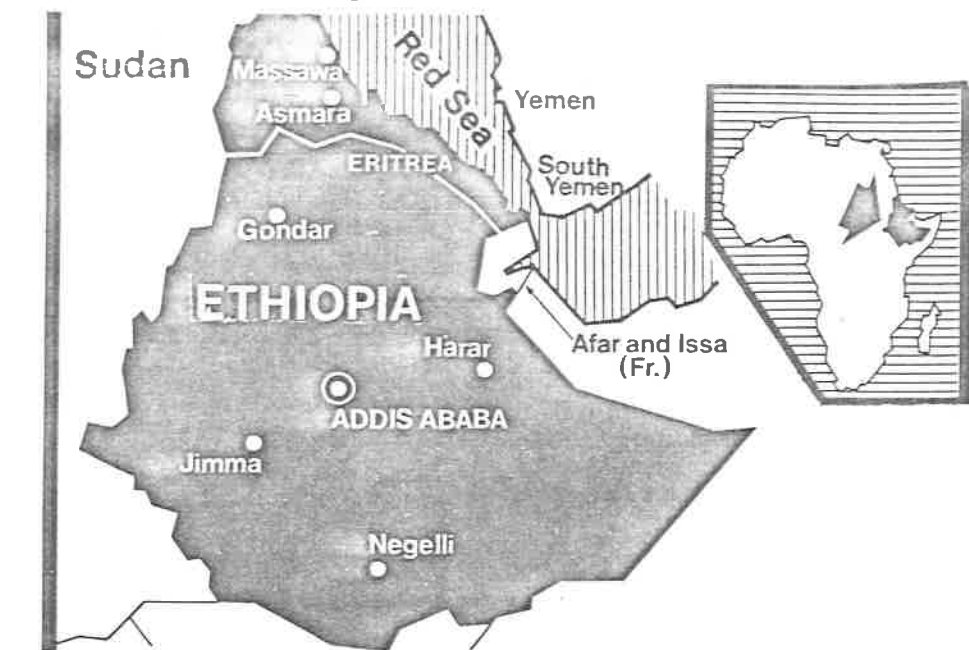 Sudan
Massawa
Asmara
Red Sea
Yemen
South
Yemen
ERITREA
Gondar
ETHIOPIA
Harar
Afar and Issa
(Fr.)
ADDIS ABABA
Jimma
Negelli